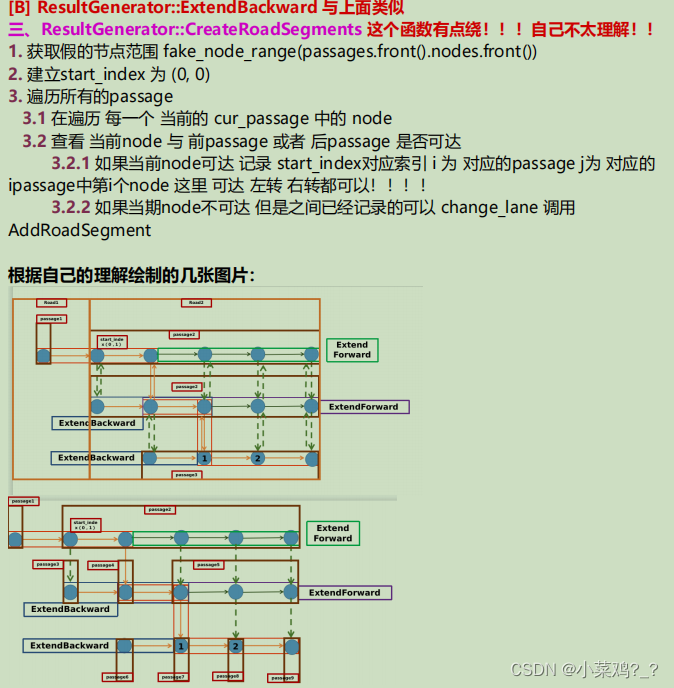 [B] ResultGenerator::ExtendBackward 与上面类似
三、ResultGenerator::CreateRoadSegments 这个函数有点绕！！！自己不太理解！！
1. 获取假的节点范围 fake_node_range(passages.front().nodes.front())
2. 建立start_index 为 (0, 0)
3. 遍历所有的passage
3.1 在遍历 每一个 当前的 cur_passage 中的 node
3.2 查看 当前node 与 前passage 或者 后passage 是否可达
3.2.1 如果当前node可达 记录 start_index对应索引 i 为 对应的passage j为 对应的
ipassage中第i个node 这里 可达 左转 右转都可以！！！！
3.2.2 如果当期node不可达 但是之间已经记录的可以 change_lane 调用
AddRoadSegment
根据自己的理解绘制的几张图片：
Road1
Road2
passage1
passage2
start_inde
x (0 , 1)
Extend
Forward
passage2
ExtendForward
ExtendBackward
ExtendBackward
1
2
passage3
passage1
passage2
start_inde
x (0 , 1)
Extend
Forward
passage3
passage4
passage5
ExtendForward
ExtendBackward
ExtendBackward
1
2
passage6
passage7
passage8
passage9
CSDN @小菜鸡?_?